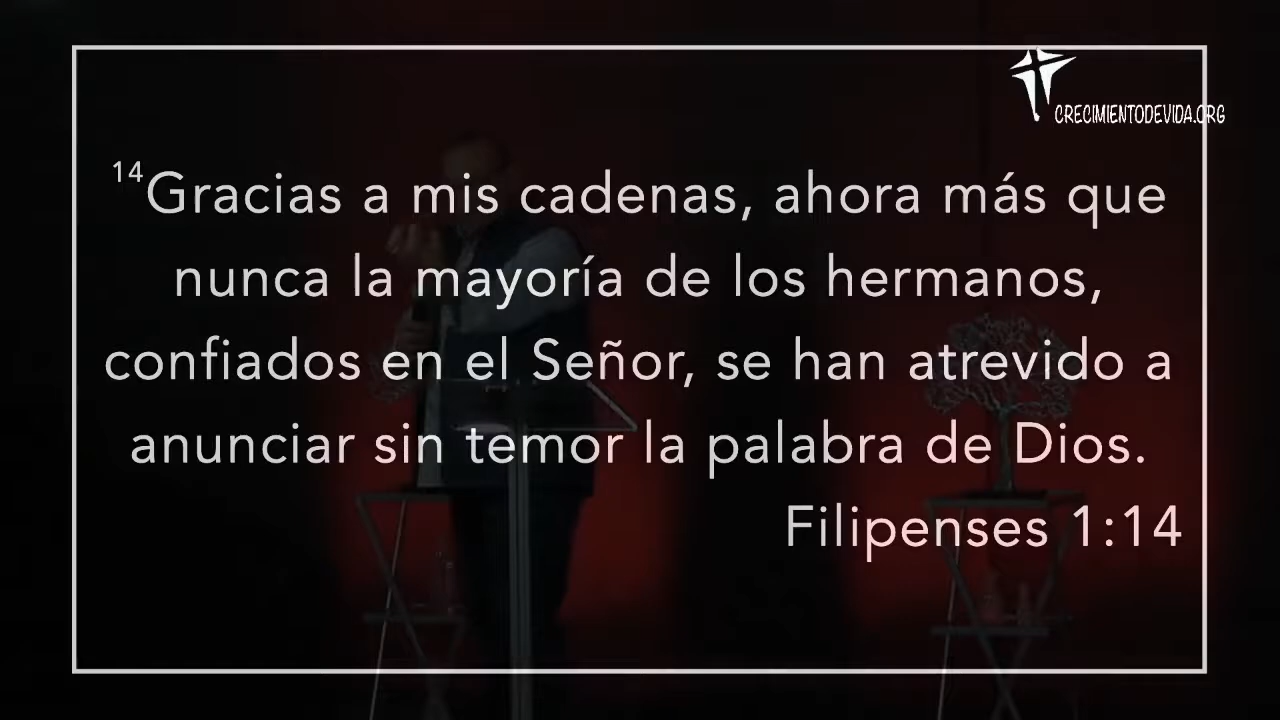 CRECIMIENTODEVIDA.ORG
14Gracias a mis cadenas, ahora más que
nunca la mayoría de los hermanos,
confiados en el Señor, se han atrevido a
anunciar sin temor la palabra de Dios.
Filipenses 1:14